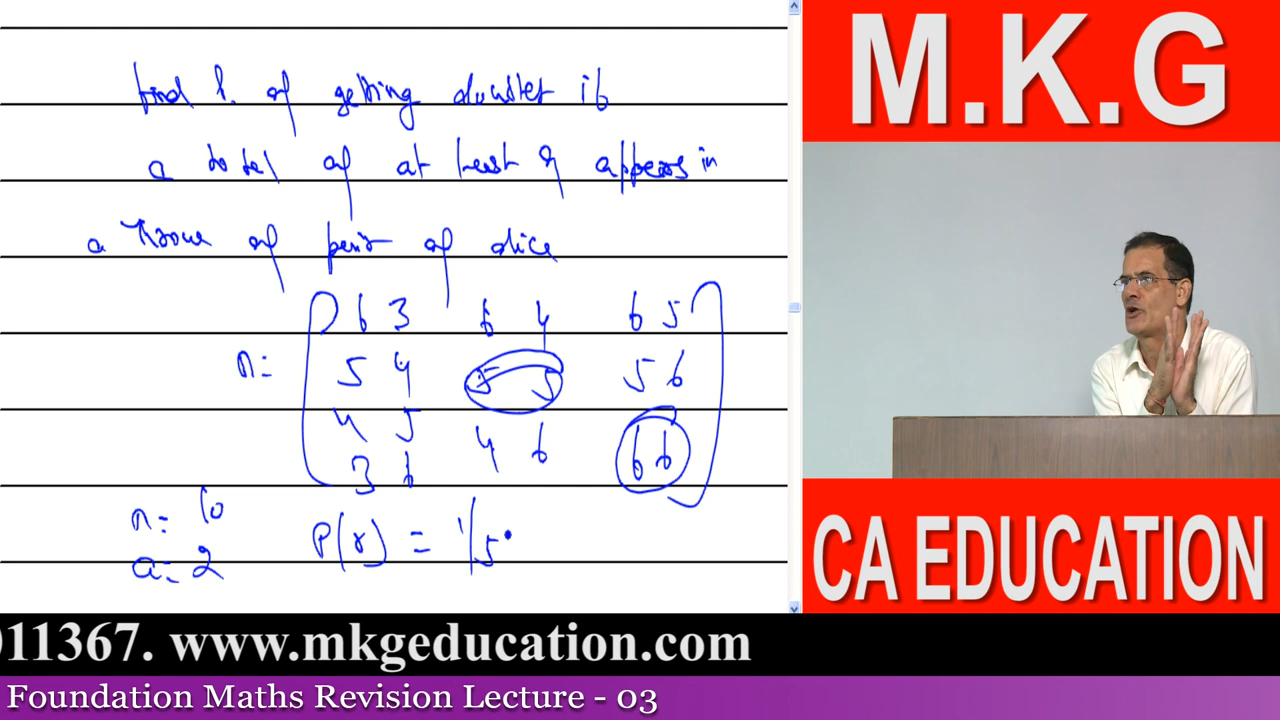 find P. of getting doublet if
a total of at least 9 appears in
a throw of pair of dice
6 3 6 4 6 5
n= 5 4 5 5 5 6
4 5 4 6 6 6
3 6
n= 10 P(x) = 1/5
a= 2
M.K.G
CA EDUCATION
011367. www.mkgeducation.com
Foundation Maths Revision Lecture - 03